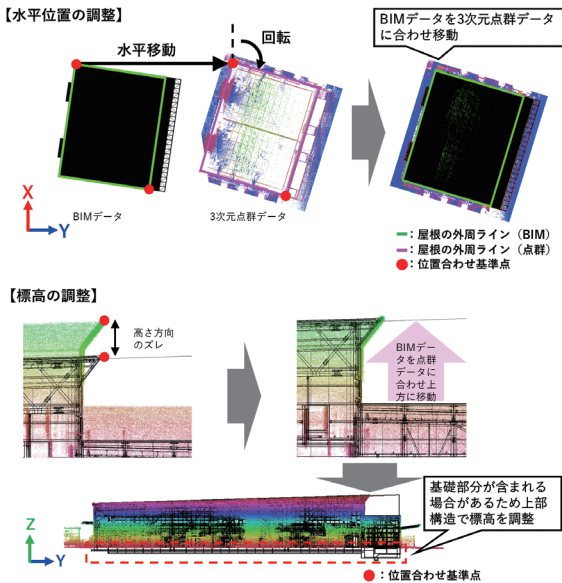 【水平位置の調整】
水平移動
回転
BIMデータを3次元点群データ
に合わせ移動
X
Y
BIMデータ
3次元点群データ
：屋根の外周ライン（BIM）
：屋根の外周ライン（点群）
：位置合わせ基準点
【標高の調整】
高さ方向
のズレ
BIMデー
タを点群
データに
合わせ上
方に移動
基礎部分が含まれる
場合があるため上部
構造で標高を調整
Z
Y
：位置合わせ基準点